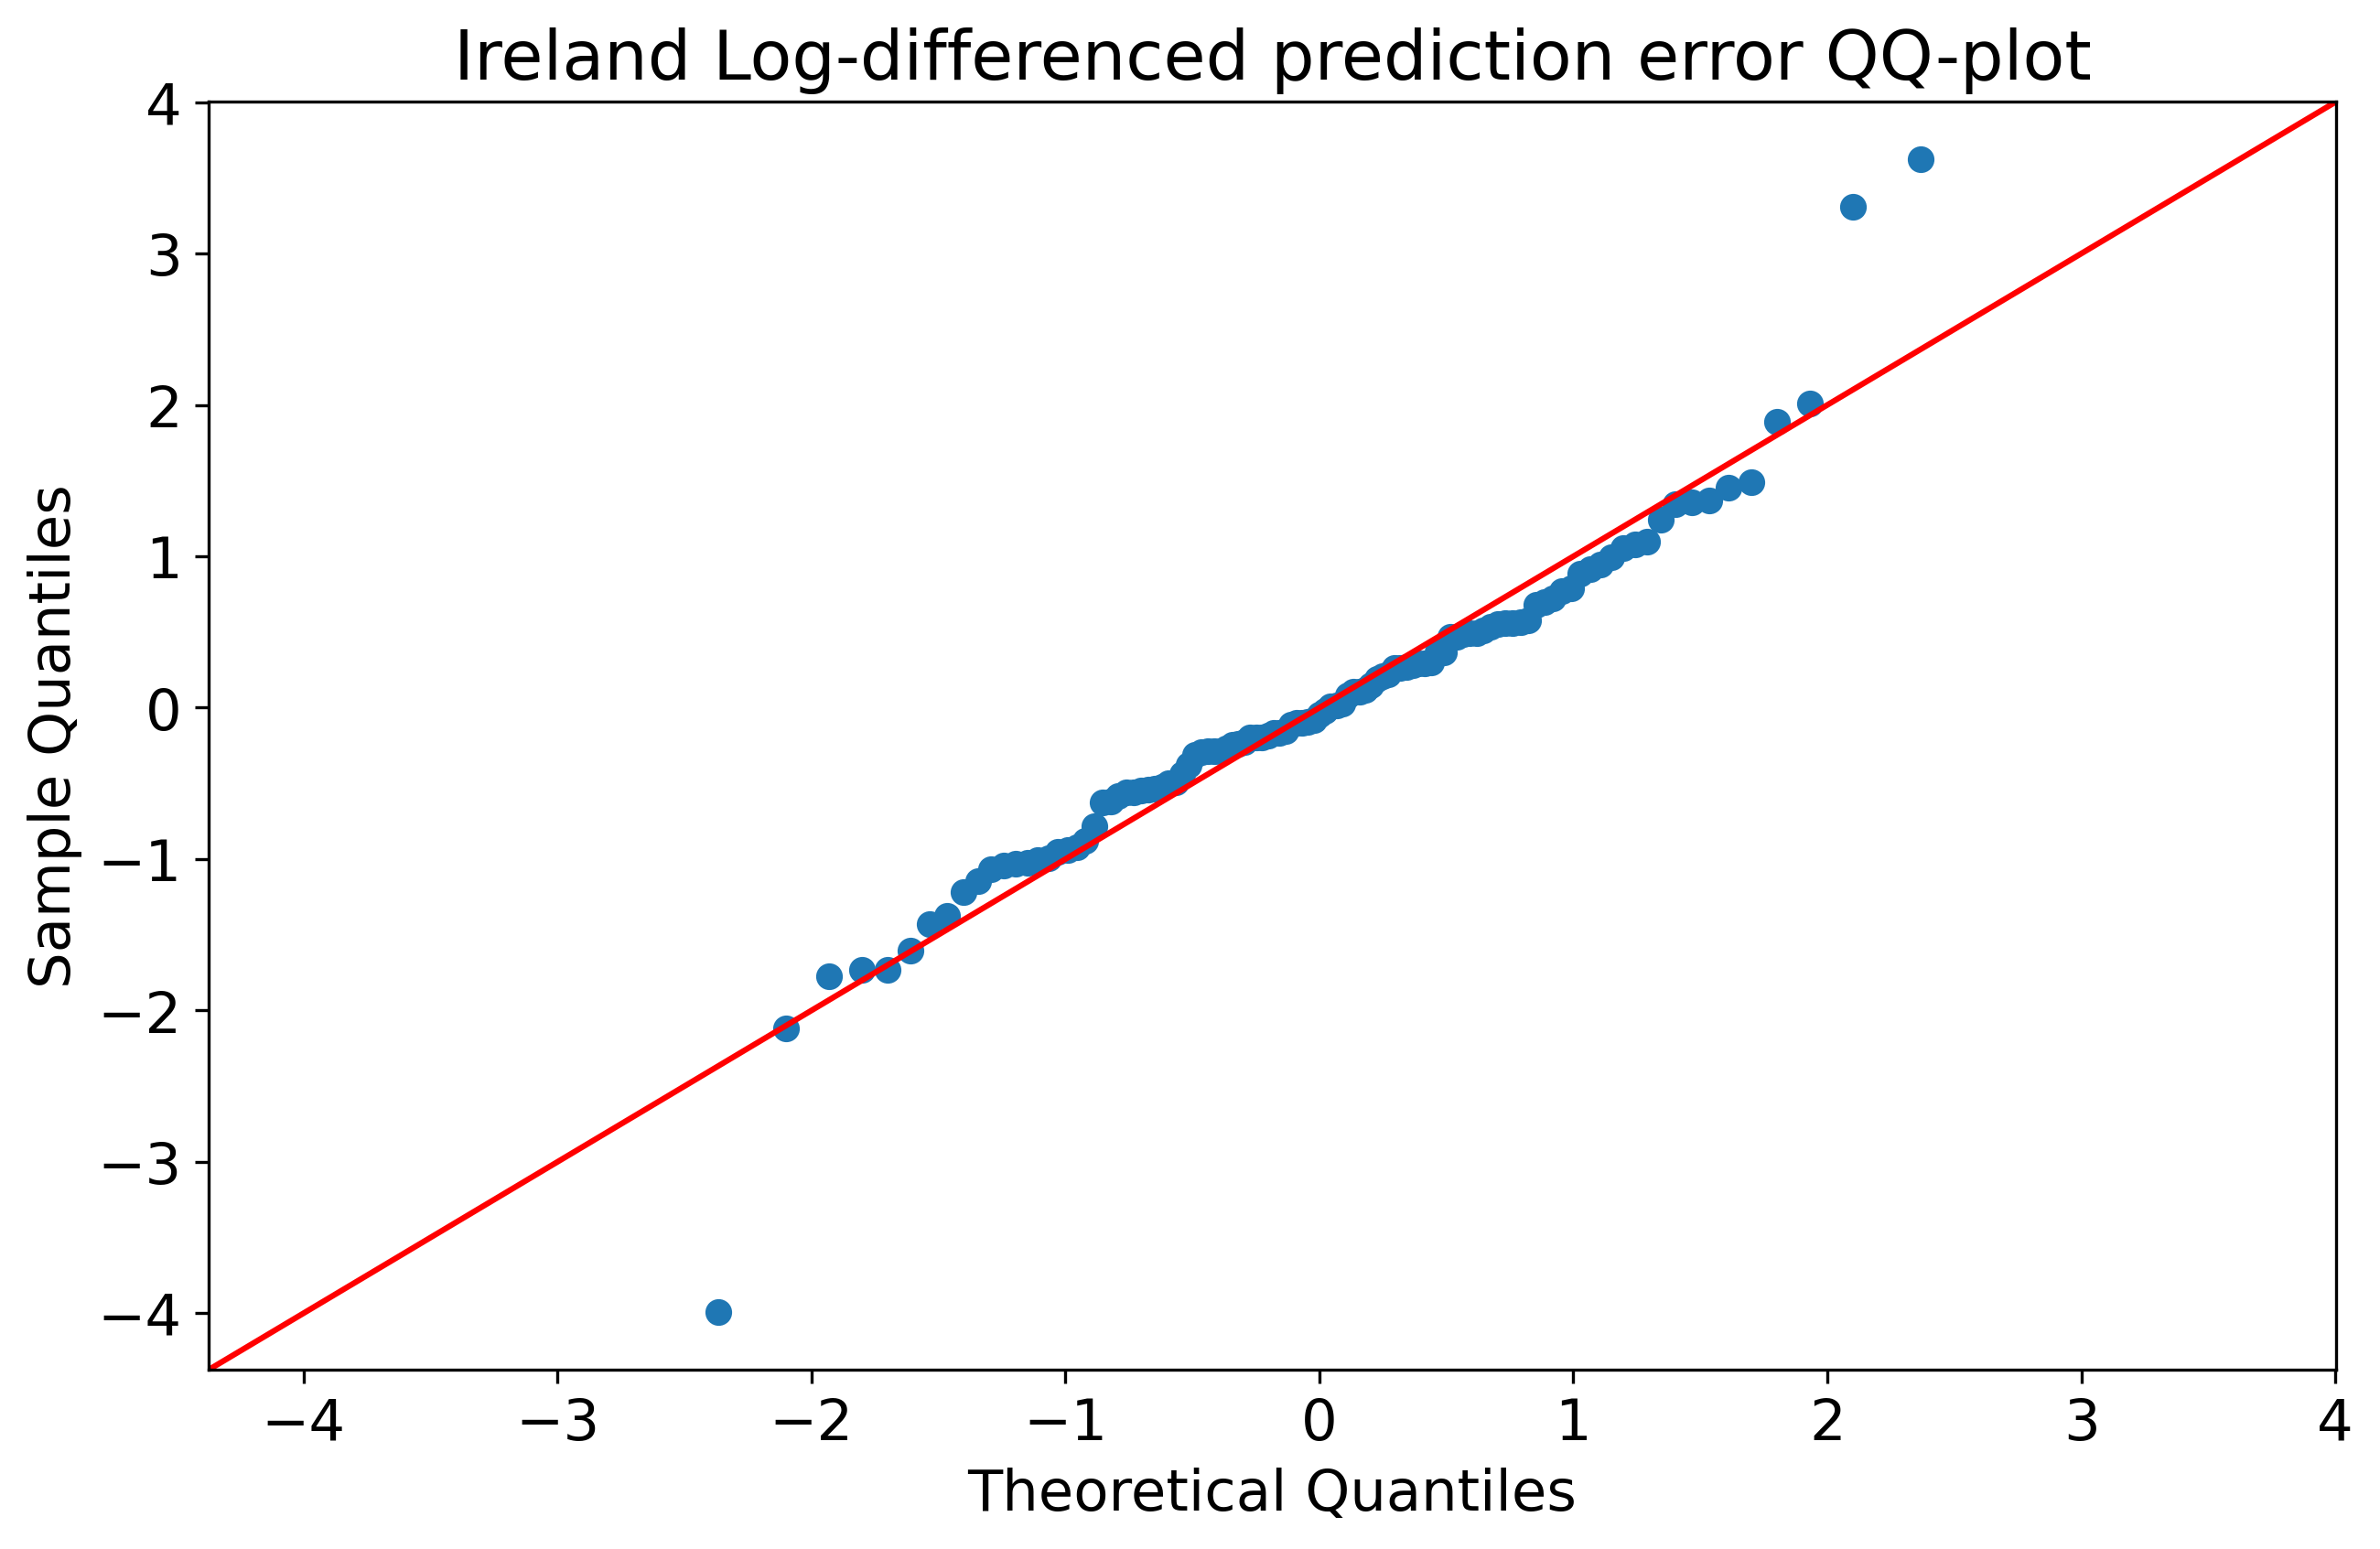 Ireland Log-differenced prediction error QQ-plot
4
3
2
1
0
−1
−2
−3
−4
Sample Quantiles
−4 −3 −2 −1 0 1 2 3 4
Theoretical Quantiles